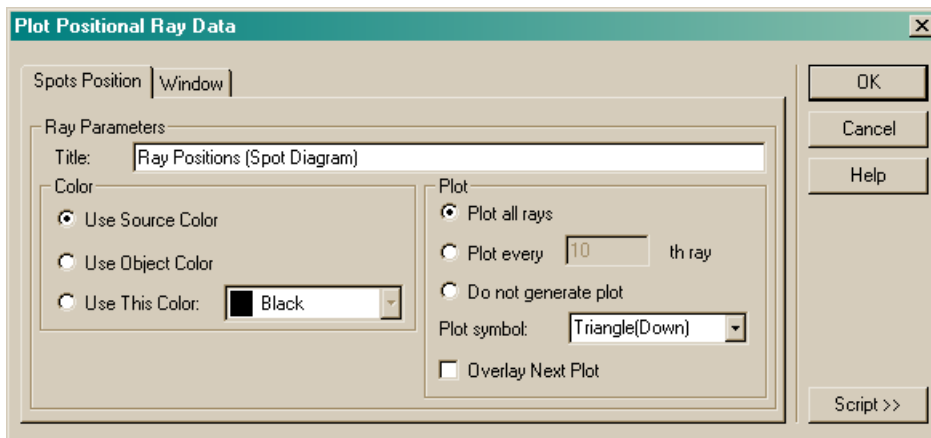 Plot Positional Ray Data
Spots Position Window
Ray Parameters
Title: Ray Positions (Spot Diagram)
Color
Use Source Color
Use Object Color
Use This Color: Black
Plot
Plot all rays
Plot every 10 th ray
Do not generate plot
Plot symbol: Triangle(Down)
Overlay Next Plot
OK
Cancel
Help
Script >>